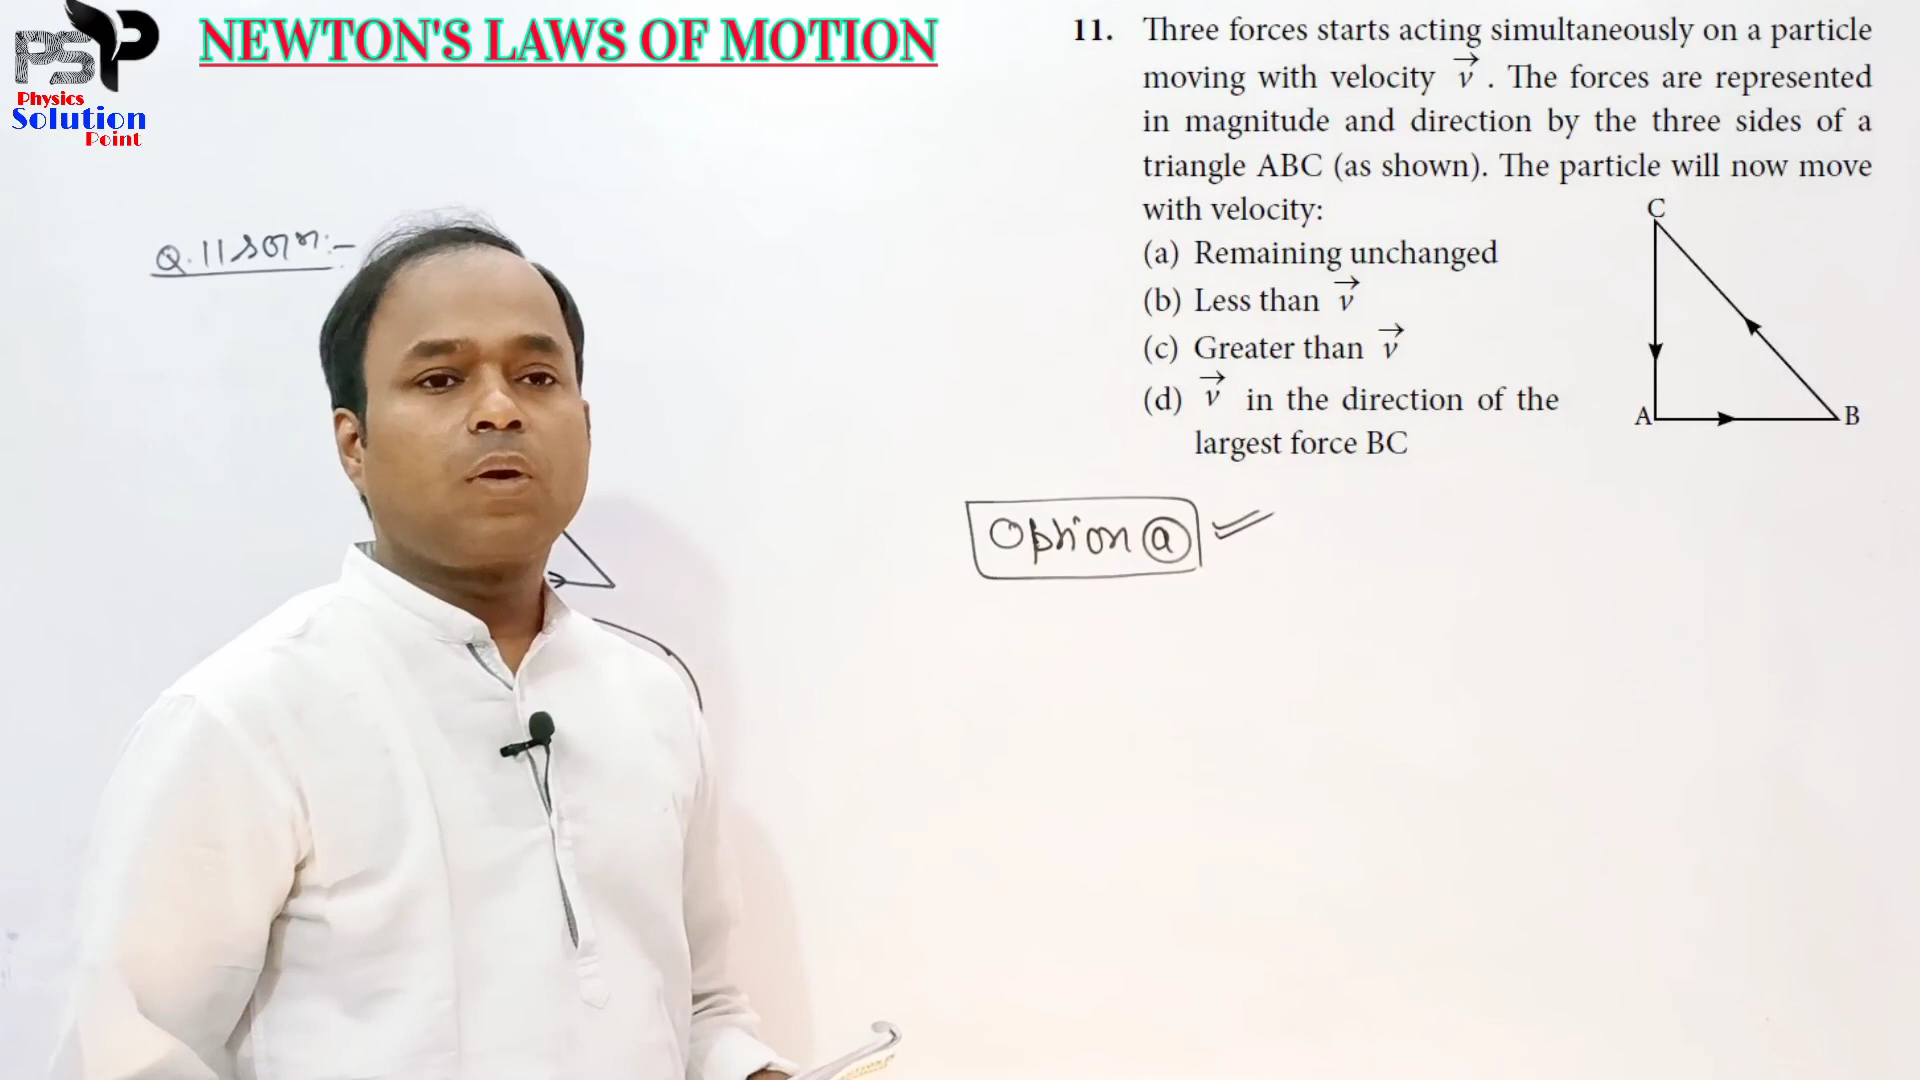 PSP
Physics
Solution
Point
NEWTON'S LAWS OF MOTION
11. Three forces starts acting simultaneously on a particle
moving with velocity v⃗ . The forces are represented
in magnitude and direction by the three sides of a
triangle ABC (as shown). The particle will now move
with velocity:
(a) Remaining unchanged
(b) Less than v⃗
(c) Greater than v⃗
(d) v⃗ in the direction of the
largest force BC
C
A
B
Q.11
Option (a)